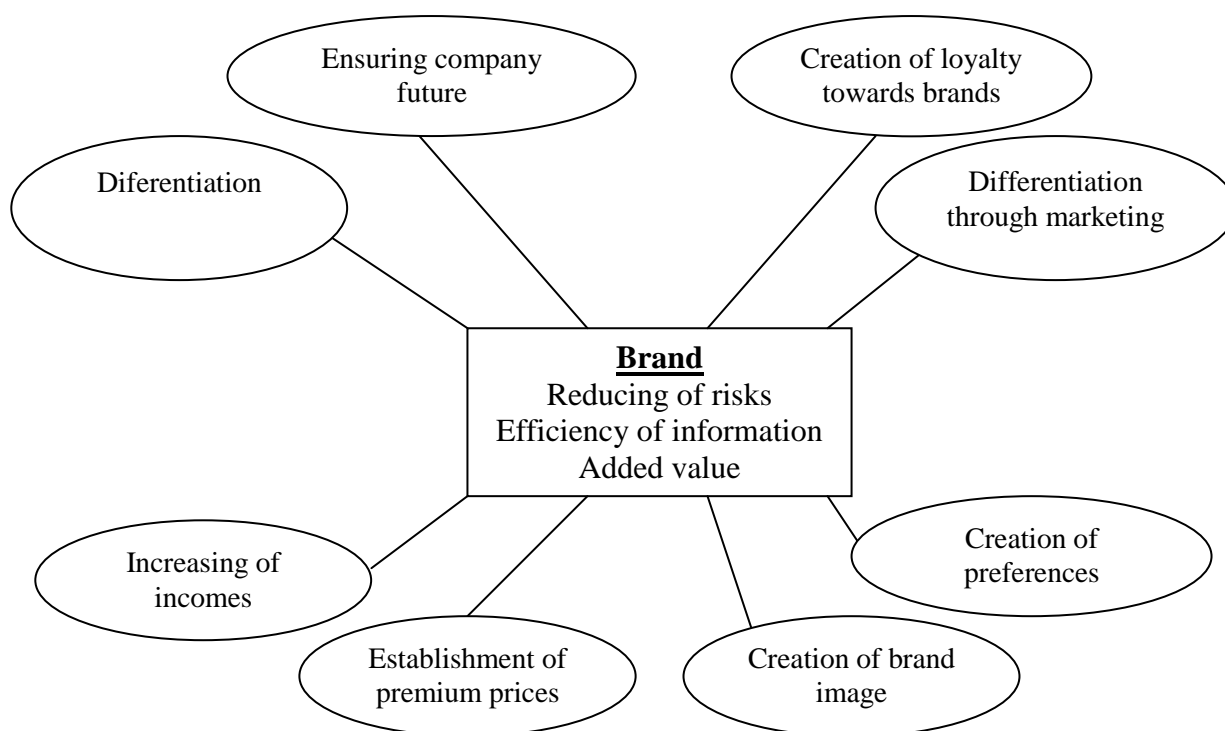 Ensuring company
future
Creation of loyalty
towards brands
Diferentiation
Differentiation
through marketing
Brand
Reducing of risks
Efficiency of information
Added value
Increasing of
incomes
Creation of
preferences
Establishment of
premium prices
Creation of brand
image